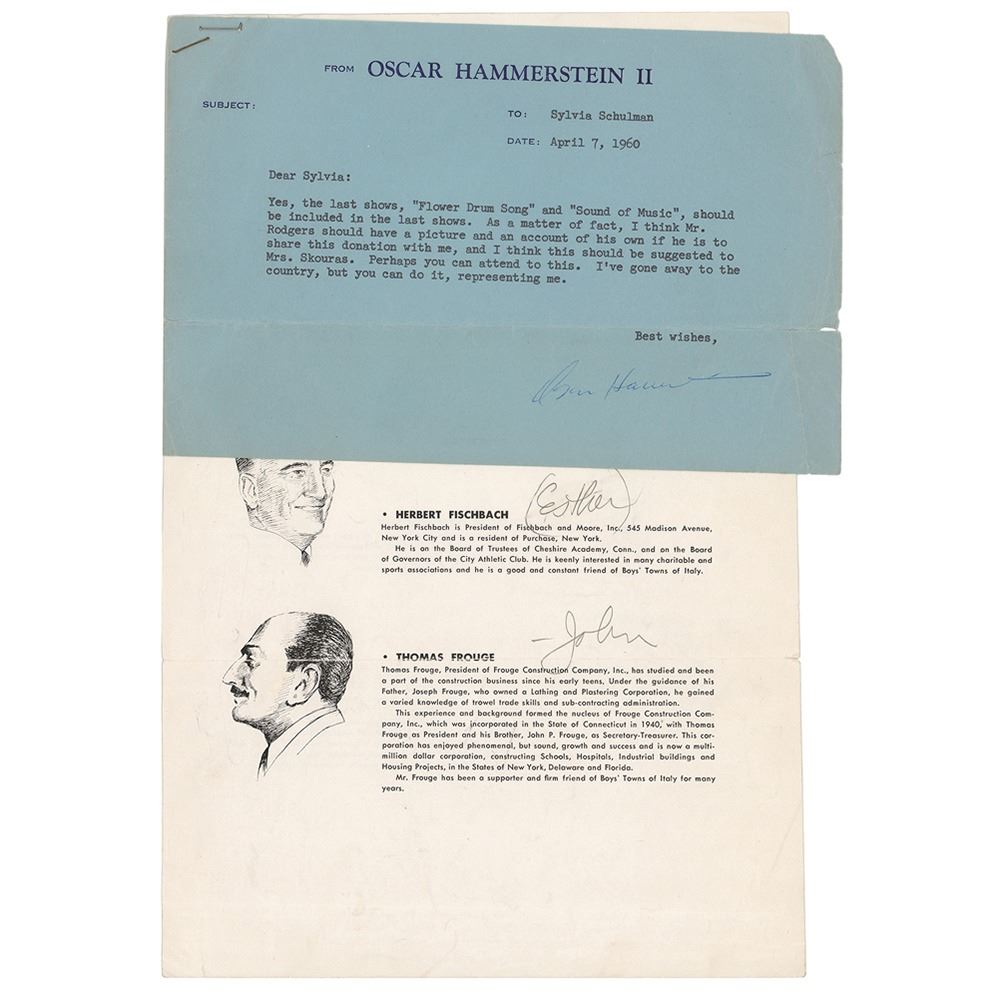 FROM OSCAR HAMMERSTEIN II
SUBJECT:
TO: Sylvia Schulman
DATE: April 7, 1960
Dear Sylvia:
Yes, the last shows, "Flower Drum Song" and "Sound of Music", should
be included in the last shows. As a matter of fact, I think Mr.
Rodgers should have a picture and an account of his own if he is to
share this donation with me, and I think this should be suggested to
Mrs. Skouras. Perhaps you can attend to this. I've gone away to the
country, but you can do it, representing me.
Best wishes,
(Esther)
• HERBERT FISCHBACH
Herbert Fischbach is President of Fischbach and Moore, Inc., 545 Madison Avenue,
New York City and is a resident of Purchase, New York.
He is on the Board of Trustees of Cheshire Academy, Conn., and on the Board
of Governors of the City Athletic Club. He is keenly interested in many charitable and
sports associations and he is a good and constant friend of Boys' Towns of Italy.
- John
• THOMAS FROUGE
Thomas Frouge, President of Frouge Construction Company, Inc., has studied and been
a part of the construction business since his early teens. Under the guidance of his
Father, Joseph Frouge, who owned a Lathing and Plastering Corporation, he gained
a varied knowledge of trowel trade skills and sub-contracting administration.
This experience and background formed the nucleus of Frouge Construction Com-
pany, Inc., which was incorporated in the State of Connecticut in 1940, with Thomas
Frouge as President and his Brother, John P. Frouge, as Secretary-Treasurer. This cor-
poration has enjoyed phenomenal, but sound, growth and success and is now a multi-
million dollar corporation, constructing Schools, Hospitals, Industrial buildings and
Housing Projects, in the States of New York, Delaware and Florida.
Mr. Frouge has been a supporter and firm friend of Boys' Towns of Italy for many
years.